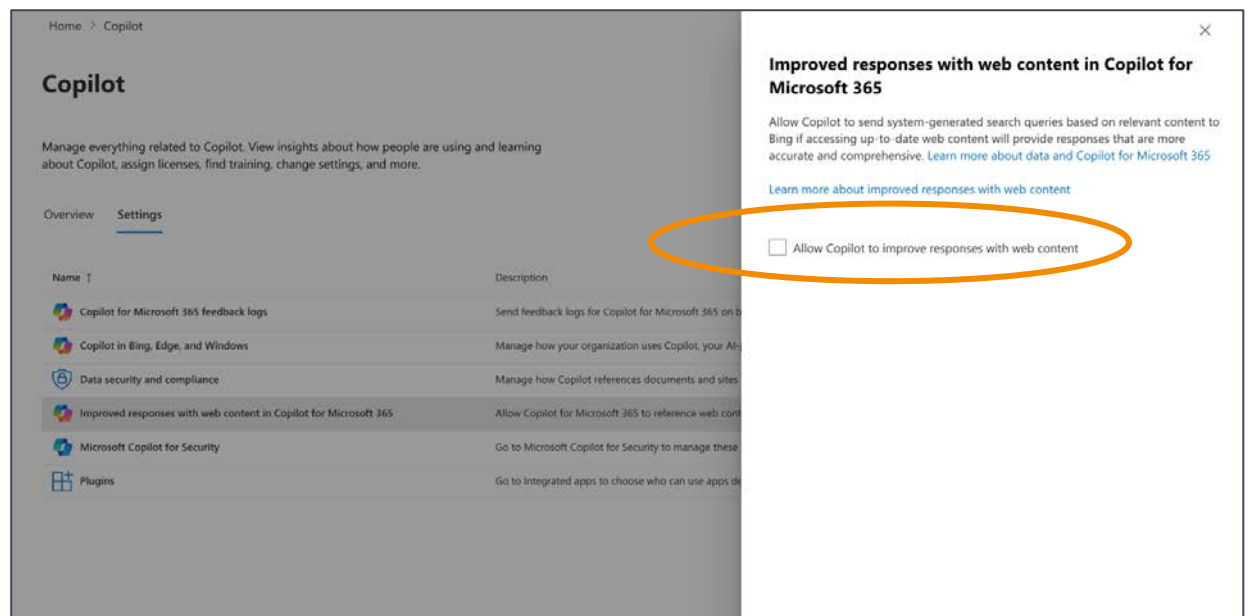 Home > Copilot
Copilot
Manage everything related to Copilot. View insights about how people are using and learning
about Copilot, assign licenses, find training, change settings, and more.
Overview Settings
Name ↑ Description
Copilot for Microsoft 365 feedback logs Send feedback logs for Copilot for Microsoft 365 on b
Copilot in Bing, Edge, and Windows Manage how your organization uses Copilot, your AI-
Data security and compliance Manage how Copilot references documents and sites
Improved responses with web content in Copilot for Microsoft 365 Allow Copilot for Microsoft 365 to reference web cont
Microsoft Copilot for Security Go to Microsoft Copilot for Security to manage these
Plugins Go to Integrated apps to choose who can use apps de
Improved responses with web content in Copilot for
Microsoft 365
Allow Copilot to send system-generated search queries based on relevant content to
Bing if accessing up-to-date web content will provide responses that are more
accurate and comprehensive. Learn more about data and Copilot for Microsoft 365
Learn more about improved responses with web content
Allow Copilot to improve responses with web content